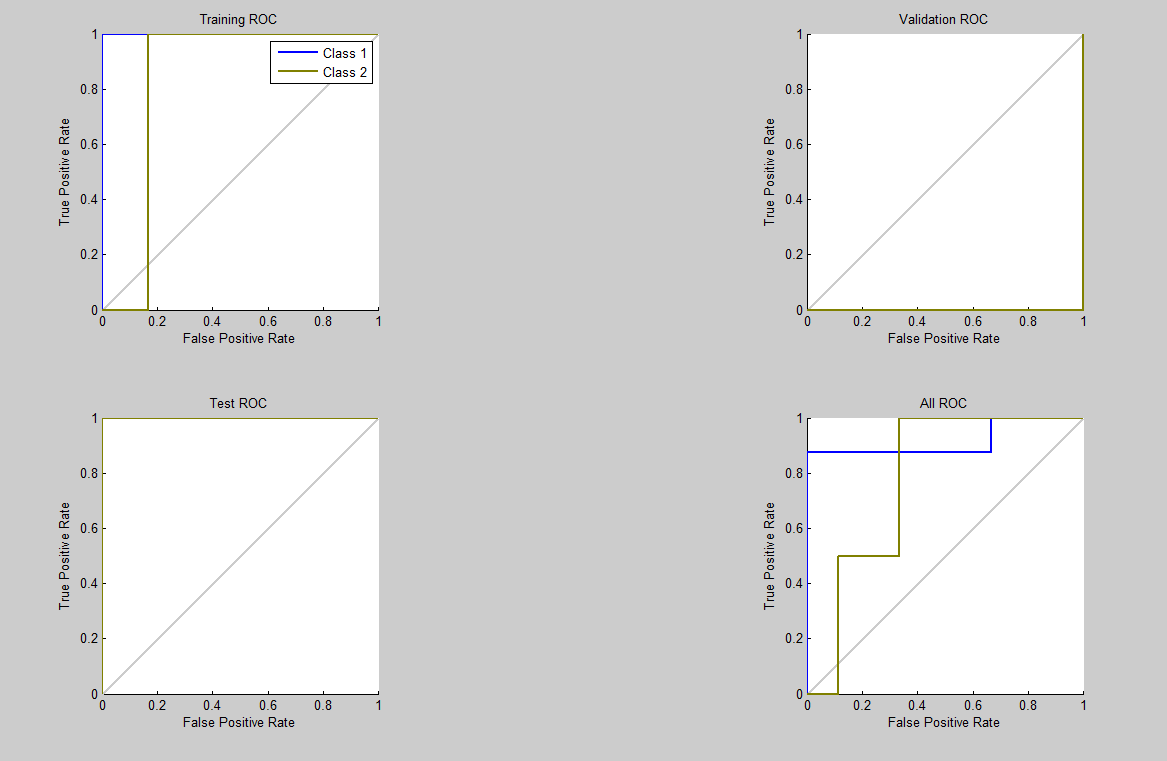 Training ROC
1
0.8
0.6
0.4
0.2
0
True Positive Rate
Class 1
Class 2
0 0.2 0.4 0.6 0.8 1
False Positive Rate
Validation ROC
1
0.8
0.6
0.4
0.2
0
True Positive Rate
0 0.2 0.4 0.6 0.8 1
False Positive Rate
Test ROC
1
0.8
0.6
0.4
0.2
0
True Positive Rate
0 0.2 0.4 0.6 0.8 1
False Positive Rate
All ROC
1
0.8
0.6
0.4
0.2
0
True Positive Rate
0 0.2 0.4 0.6 0.8 1
False Positive Rate